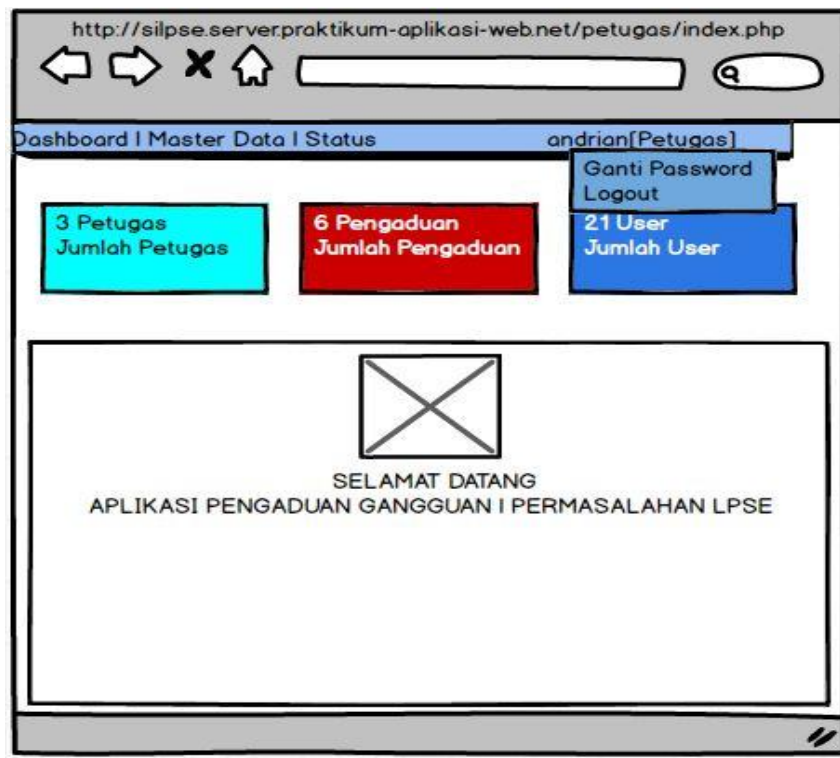 http://silpse.server.praktikum-aplikasi-web.net/petugas/index.php
Dashboard | Master Data | Status
andrian[Petugas]
Ganti Password
Logout
3 Petugas
Jumlah Petugas
6 Pengaduan
Jumlah Pengaduan
21 User
Jumlah User
SELAMAT DATANG
APLIKASI PENGADUAN GANGGUAN | PERMASALAHAN LPSE